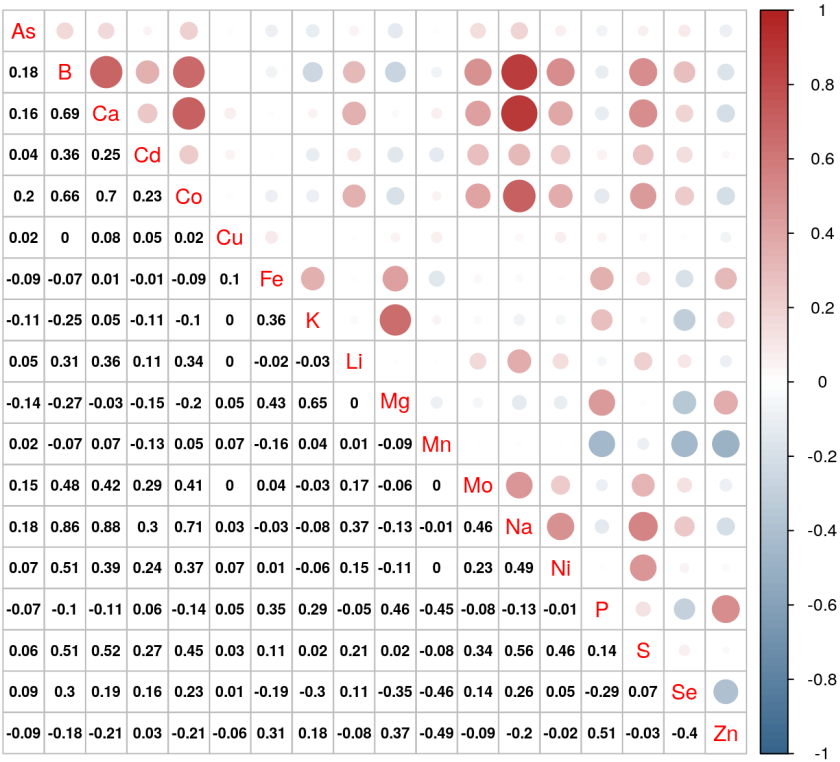 As
0.18 B
0.16 0.69 Ca
0.04 0.36 0.25 Cd
0.2 0.66 0.7 0.23 Co
0.02 0 0.08 0.05 0.02 Cu
-0.09 -0.07 0.01 -0.01 -0.09 0.1 Fe
-0.11 -0.25 0.05 -0.11 -0.1 0 0.36 K
0.05 0.31 0.36 0.11 0.34 0 -0.02 -0.03 Li
-0.14 -0.27 -0.03 -0.15 -0.2 0.05 0.43 0.65 0 Mg
0.02 -0.07 0.07 -0.13 0.05 0.07 -0.16 0.04 0.01 -0.09 Mn
0.15 0.48 0.42 0.29 0.41 0 0.04 -0.03 0.17 -0.06 0 Mo
0.18 0.86 0.88 0.3 0.71 0.03 -0.03 -0.08 0.37 -0.13 -0.01 0.46 Na
0.07 0.51 0.39 0.24 0.37 0.07 0.01 -0.06 0.15 -0.11 0 0.23 0.49 Ni
-0.07 -0.1 -0.11 0.06 -0.14 0.05 0.35 0.29 -0.05 0.46 -0.45 -0.08 -0.13 -0.01 P
0.06 0.51 0.52 0.27 0.45 0.03 0.11 0.02 0.21 0.02 -0.08 0.34 0.56 0.46 0.14 S
0.09 0.3 0.19 0.16 0.23 0.01 -0.19 -0.3 0.11 -0.35 -0.46 0.14 0.26 0.05 -0.29 0.07 Se
-0.09 -0.18 -0.21 0.03 -0.21 -0.06 0.31 0.18 -0.08 0.37 -0.49 -0.09 -0.2 -0.02 0.51 -0.03 -0.4 Zn
1
0.8
0.6
0.4
0.2
0
-0.2
-0.4
-0.6
-0.8
-1